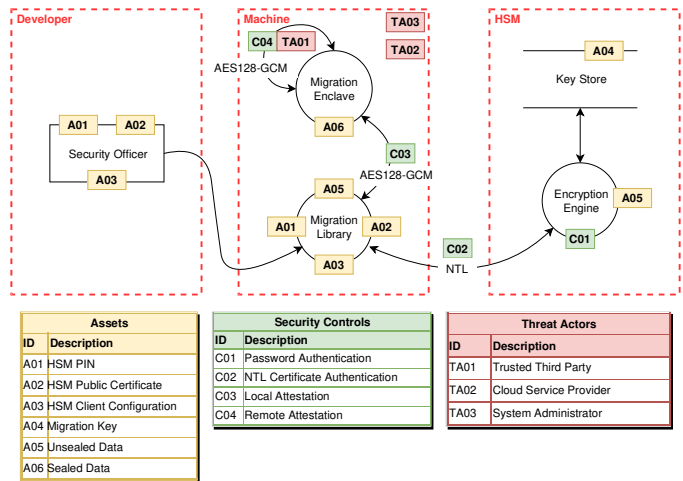 Developer
Machine
HSM
C04 TA01
TA03
TA02
A04
AES128-GCM
Key Store
Migration
Enclave
A06
A01 A02
Security Officer
A03
C03
AES128-GCM
A05
A01 Migration A02
Library
A03
Encryption
Engine
A05
C01
C02
NTL
Assets
ID Description
A01 HSM PIN
A02 HSM Public Certificate
A03 HSM Client Configuration
A04 Migration Key
A05 Unsealed Data
A06 Sealed Data
Security Controls
ID Description
C01 Password Authentication
C02 NTL Certificate Authentication
C03 Local Attestation
C04 Remote Attestation
Threat Actors
ID Description
TA01 Trusted Third Party
TA02 Cloud Service Provider
TA03 System Administrator